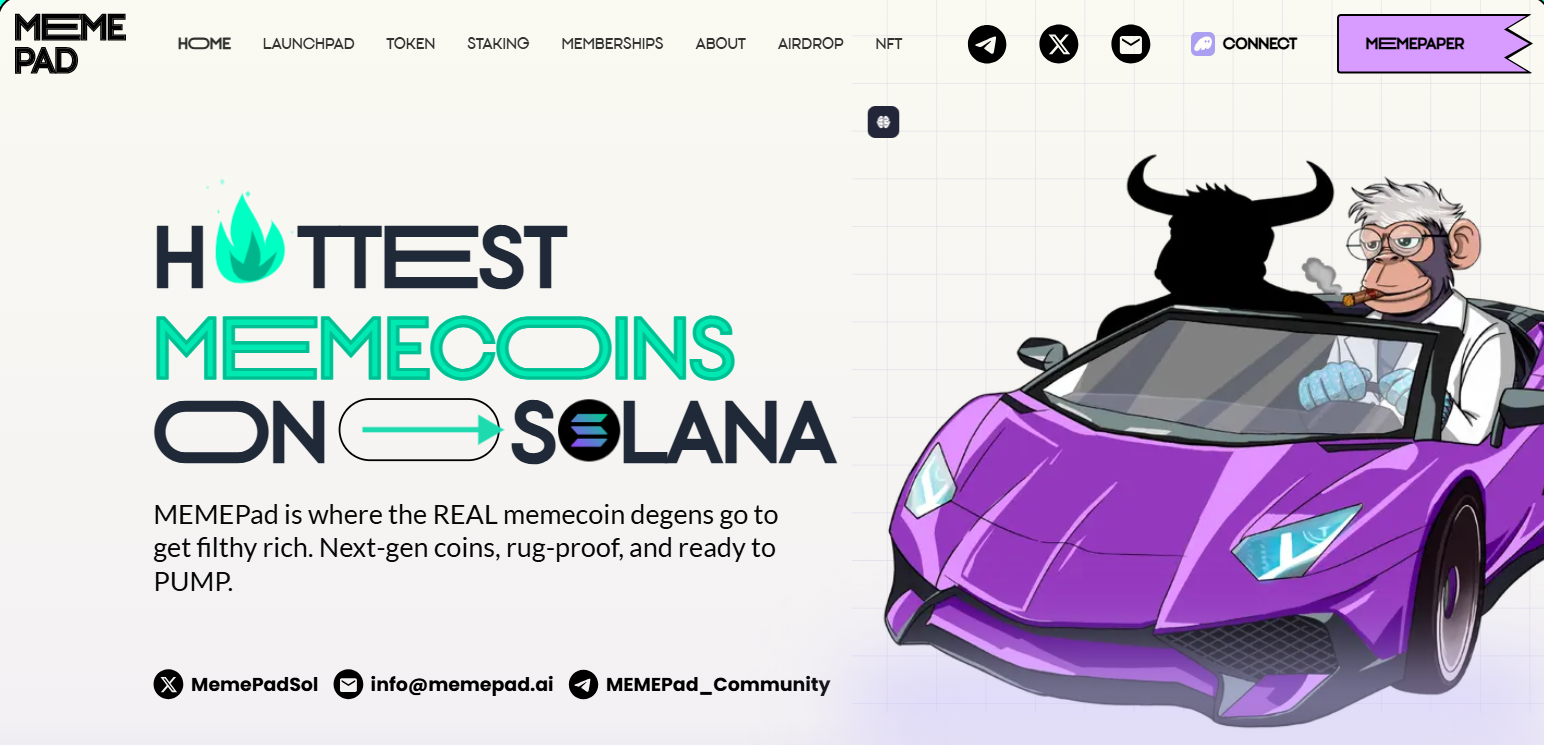 MEME
PAD
HOME
LAUNCHPAD
TOKEN
STAKING
MEMBERSHIPS
ABOUT
AIRDROP
NFT
CONNECT
MEMEPAPER
HOTTEST
MEMECOINS
ON SOLANA
MEMEPad is where the REAL memecoin degens go to
get filthy rich. Next-gen coins, rug-proof, and ready to
PUMP.
MemePadSol
info@memepad.ai
MEMEPad_Community